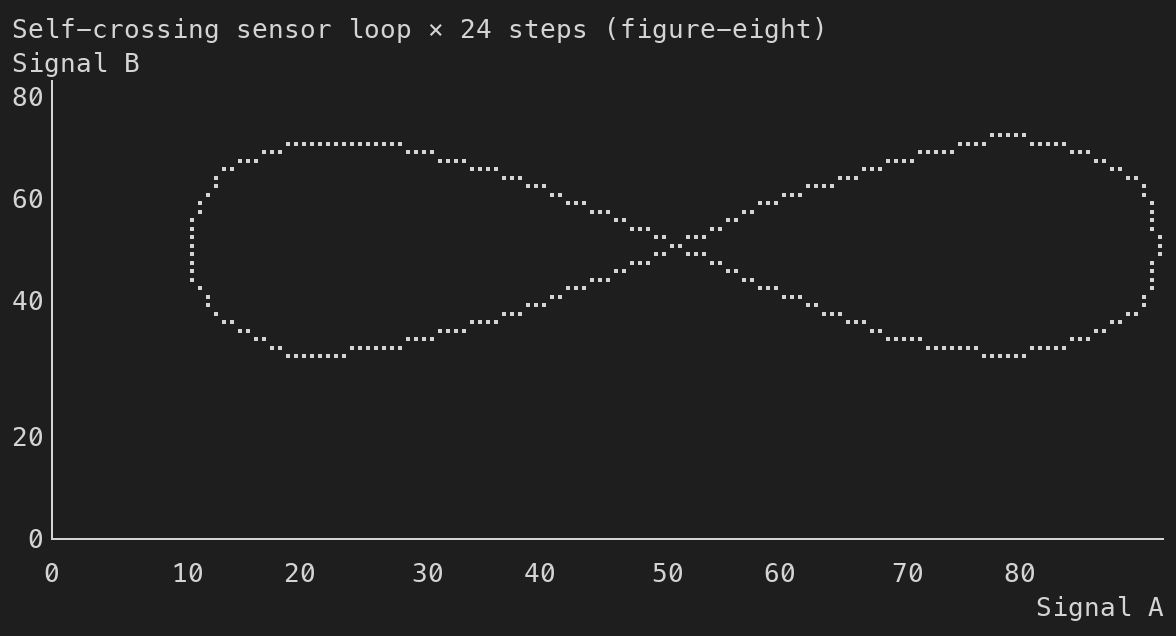 Self−crossing sensor loop × 24 steps (figure−eight)
Signal B
80
60
40
20
0
0 10 20 30 40 50 60 70 80
Signal A